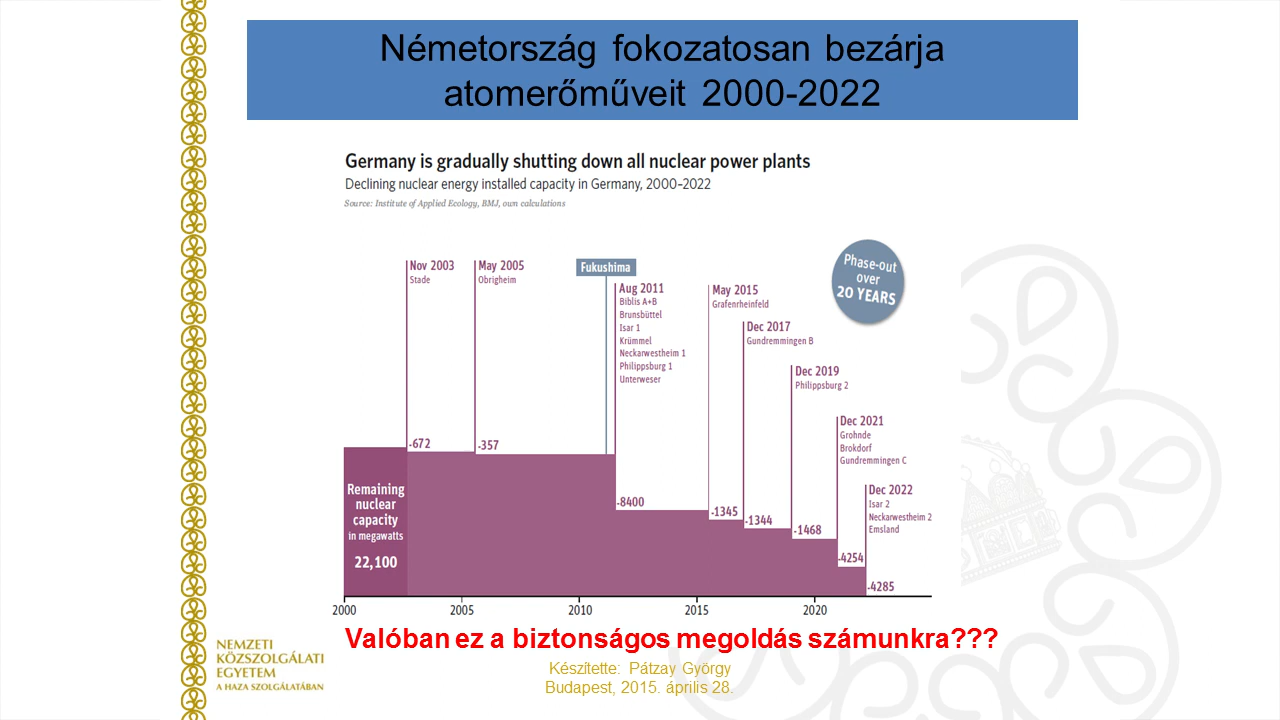 Németország fokozatosan bezárja
atomerőműveit 2000-2022
Germany is gradually shutting down all nuclear power plants
Declining nuclear energy installed capacity in Germany, 2000–2022
Source: Institute of Applied Ecology, BMJ, own calculations
Phase-out
over
20 YEARS
Nov 2003
Stade
May 2005
Obrigheim
Fukushima
Aug 2011
Biblis A+B
Brunsbüttel
Isar 1
Krümmel
Neckarwestheim 1
Philippsburg 1
Unterweser
May 2015
Grafenrheinfeld
Dec 2017
Gundremmingen B
Dec 2019
Philippsburg 2
Dec 2021
Grohnde
Brokdorf
Gundremmingen C
Dec 2022
Isar 2
Neckarwestheim 2
Emsland
-672
-357
-8400
-1345
-1344
-1468
-4254
-4285
Remaining
nuclear
capacity
in megawatts
22,100
2000
2005
2010
2015
2020
Valóban ez a biztonságos megoldás számunkra???
NEMZETI
KÖZSZOLGÁLATI
EGYETEM
A HAZA SZOLGÁLATÁBAN
Készítette: Pátzay György
Budapest, 2015. április 28.